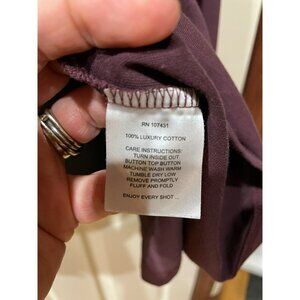 RN 107431
100% LUXURY COTTON
CARE INSTRUCTIONS:
TURN INSIDE OUT
BUTTON TOP BUTTON
MACHINE WASH WARM
TUMBLE DRY LOW
REMOVE PROMPTLY
FLUFF AND FOLD
ENJOY EVERY SHOT ...